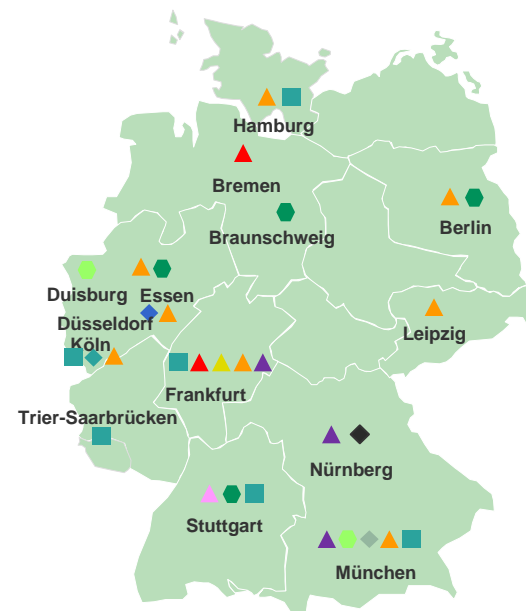 Hamburg
Bremen
Braunschweig
Berlin
Duisburg
Essen
Düsseldorf
Köln
Leipzig
Frankfurt
Trier-Saarbrücken
Nürnberg
Stuttgart
München